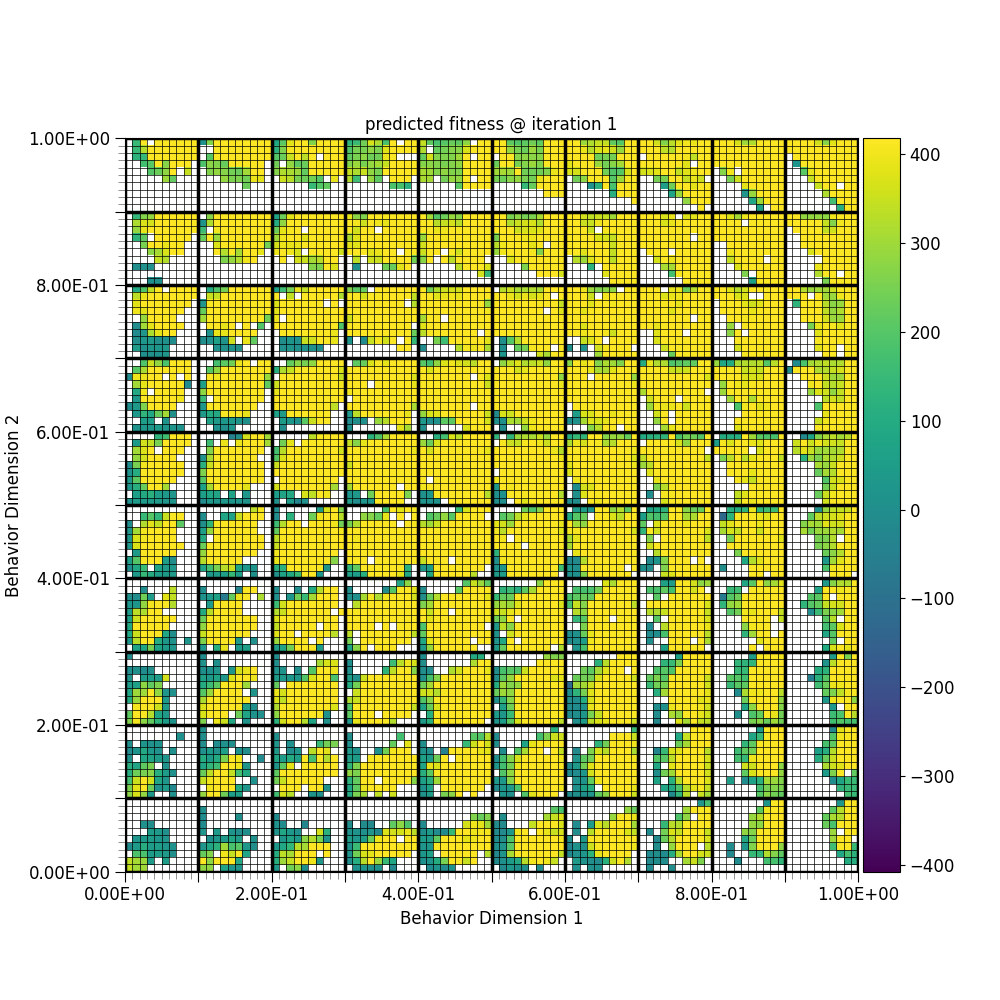 predicted fitness @ iteration 1
1.00E+00
8.00E-01
6.00E-01
4.00E-01
2.00E-01
0.00E+00
Behavior Dimension 2
0.00E+00 2.00E-01 4.00E-01 6.00E-01 8.00E-01 1.00E+00
Behavior Dimension 1
400
300
200
100
0
−100
−200
−300
−400